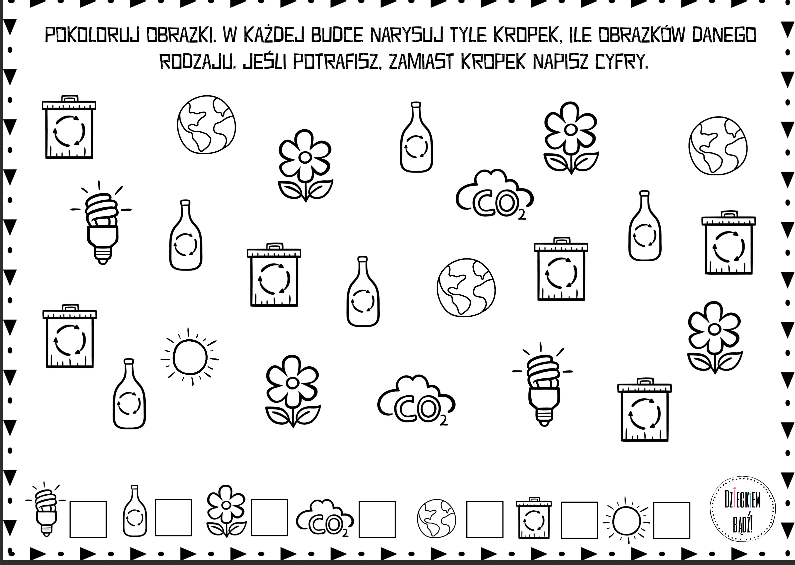 POKOLORUJ OBRAZKI. W KAŻDEJ BUDCE NARYSUJ TYLE KROPEK, ILE OBRAZKÓW DANEGO
RODZAJU. JEŚLI POTRAFISZ, ZAMIAST KROPEK NAPISZ CYFRY.
CO2
CO2
CO2
DZIECKIEM
BĄDŹ!